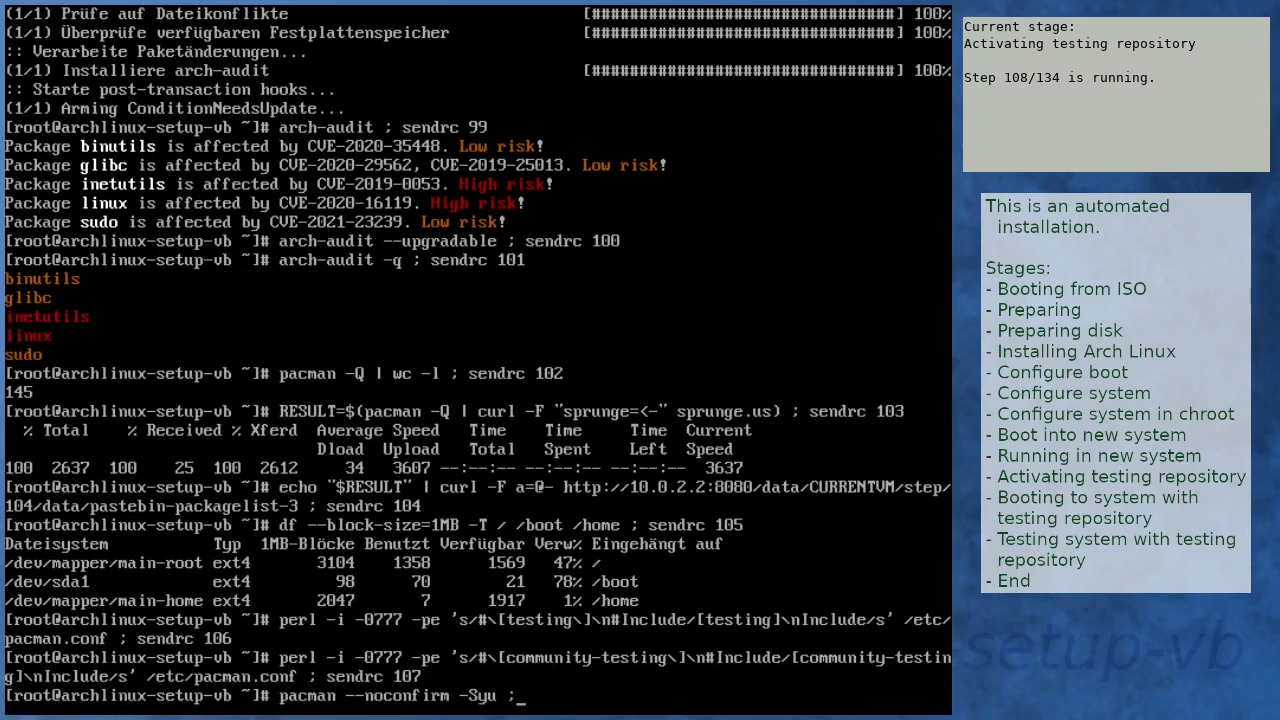 (1/1) Prüfe auf Dateikonflikte [################################] 100%
(1/1) Überprüfe verfügbaren Festplattenspeicher [################################] 100%
:: Verarbeite Paketänderungen...
(1/1) Installiere arch-audit [################################] 100%
:: Starte post-transaction hooks...
(1/1) Arming ConditionNeedsUpdate...
[root@archlinux-setup-vb ~]# arch-audit ; sendrc 99
Package binutils is affected by CVE-2020-35448. Low risk!
Package glibc is affected by CVE-2020-29562, CVE-2019-25013. Low risk!
Package inetutils is affected by CVE-2019-0053. High risk!
Package linux is affected by CVE-2020-16119. High risk!
Package sudo is affected by CVE-2021-23239. Low risk!
[root@archlinux-setup-vb ~]# arch-audit --upgradable ; sendrc 100
[root@archlinux-setup-vb ~]# arch-audit -q ; sendrc 101
binutils
glibc
inetutils
linux
sudo
[root@archlinux-setup-vb ~]# pacman -Q | wc -l ; sendrc 102
145
[root@archlinux-setup-vb ~]# RESULT=$(pacman -Q | curl -F "sprunge=<-" sprunge.us) ; sendrc 103
% Total % Received % Xferd Average Speed Time Time Time Current
Dload Upload Total Spent Left Speed
100 2637 100 25 100 2612 34 3607 --:--:-- --:--:-- --:--:-- 3637
[root@archlinux-setup-vb ~]# echo "$RESULT" | curl -F a=@- http://10.0.2.2:8080/data/CURRENTVM/step/
104/data/pastebin-packagelist-3 ; sendrc 104
[root@archlinux-setup-vb ~]# df --block-size=1MB -T / /boot /home ; sendrc 105
Dateisystem Typ 1MB-Blöcke Benutzt Verfügbar Verw% Eingehängt auf
/dev/mapper/main-root ext4 3104 1358 1569 47% /
/dev/sda1 ext4 98 70 21 78% /boot
/dev/mapper/main-home ext4 2047 7 1917 1% /home
[root@archlinux-setup-vb ~]# perl -i -0777 -pe 's/#\[testing\]\n#Include/[testing]\nInclude/s' /etc/
pacman.conf ; sendrc 106
[root@archlinux-setup-vb ~]# perl -i -0777 -pe 's/#\[community-testing\]\n#Include/[community-testin
g]\nInclude/s' /etc/pacman.conf ; sendrc 107
[root@archlinux-setup-vb ~]# pacman --noconfirm -Syu ;_
Current stage:
Activating testing repository
Step 108/134 is running.
This is an automated
installation.
Stages:
- Booting from ISO
- Preparing
- Preparing disk
- Installing Arch Linux
- Configure boot
- Configure system
- Configure system in chroot
- Boot into new system
- Running in new system
- Activating testing repository
- Booting to system with
testing repository
- Testing system with testing
repository
- End
setup-vb